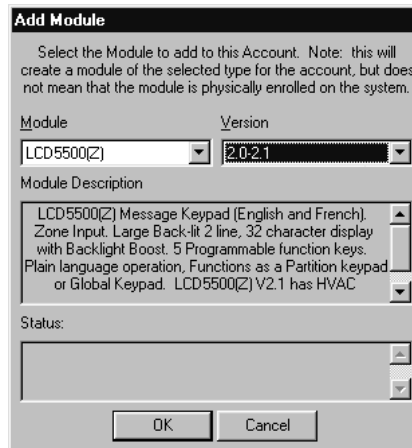 Add Module
Select the Module to add to this Account. Note: this will
create a module of the selected type for the account, but does
not mean that the module is physically enrolled on the system.
Module Version
LCD5500(Z) 2.0-2.1
Module Description
LCD5500(Z) Message Keypad (English and French).
Zone Input. Large Back-lit 2 line, 32 character display
with Backlight Boost. 5 Programmable function keys.
Plain language operation, Functions as a Partition keypad
or Global Keypad. LCD5500(Z) V2.1 has HVAC
Status:
OK Cancel